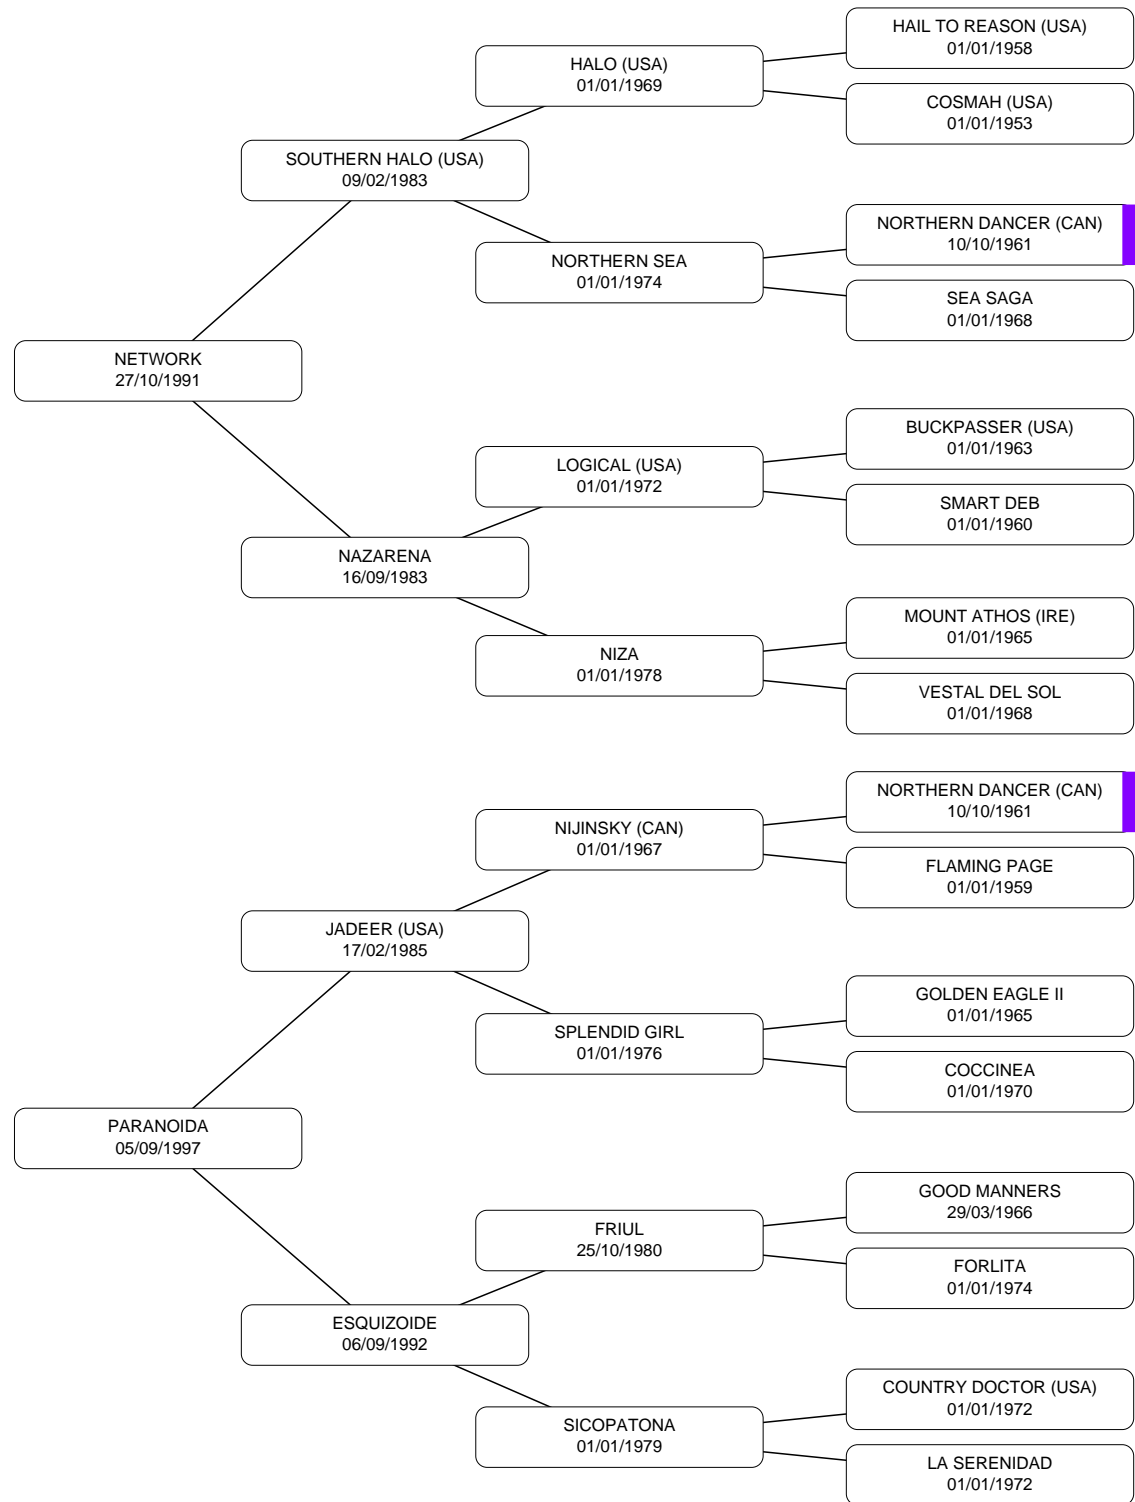 HAIL TO REASON (USA)
01/01/1958
HALO (USA)
01/01/1969
COSMAH (USA)
01/01/1953
SOUTHERN HALO (USA)
09/02/1983
NORTHERN DANCER (CAN)
10/10/1961
NORTHERN SEA
01/01/1974
SEA SAGA
01/01/1968
NETWORK
27/10/1991
BUCKPASSER (USA)
01/01/1963
LOGICAL (USA)
01/01/1972
SMART DEB
01/01/1960
NAZARENA
16/09/1983
MOUNT ATHOS (IRE)
01/01/1965
NIZA
01/01/1978
VESTAL DEL SOL
01/01/1968
NORTHERN DANCER (CAN)
10/10/1961
NIJINSKY (CAN)
01/01/1967
FLAMING PAGE
01/01/1959
JADEER (USA)
17/02/1985
GOLDEN EAGLE II
01/01/1965
SPLENDID GIRL
01/01/1976
COCCINEA
01/01/1970
PARANOIDA
05/09/1997
GOOD MANNERS
29/03/1966
FRIUL
25/10/1980
FORLITA
01/01/1974
ESQUIZOIDE
06/09/1992
COUNTRY DOCTOR (USA)
01/01/1972
SICOPATONA
01/01/1979
LA SERENIDAD
01/01/1972